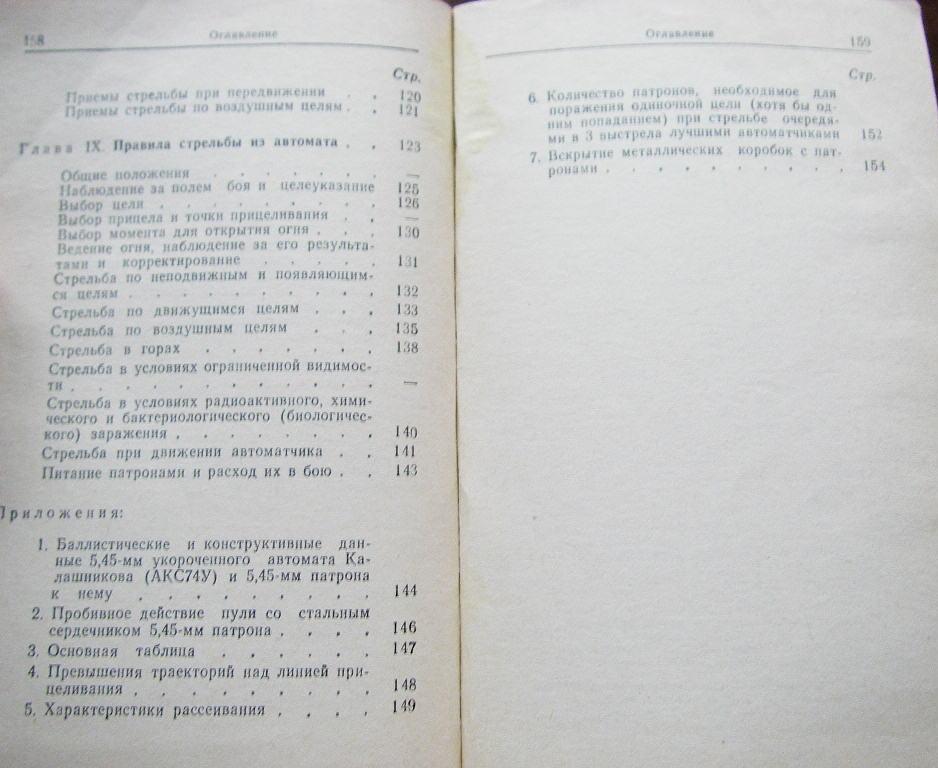 158 Оглавление
Стр.
Приемы стрельбы при передвижении . . 120
Приемы стрельбы по воздушным целям . . 121
Глава IX. Правила стрельбы из автомата . . 123
Общие положения . . . . . . . —
Наблюдение за полем боя и целеуказание 125
Выбор цели . . . . . . . . . 126
Выбор прицела и точки прицеливания . . —
Выбор момента для открытия огня . . . 130
Ведение огня, наблюдение за его результа-
тами и корректирование . . . . . 131
Стрельба по неподвижным и появляющим-
ся целям . . . . . . . . . . 132
Стрельба по движущимся целям . . . 133
Стрельба по воздушным целям . . . 135
Стрельба в горах . . . . . . . 138
Стрельба в условиях ограниченной видимос-
ти . . . . . . . . . . . . —
Стрельба в условиях радиоактивного, хими-
ческого и бактериологического (биологичес-
кого) заражения . . . . . . . . 140
Стрельба при движении автоматчика . . 141
Питание патронами и расход их в бою . . 143
Приложения:
1. Баллистические и конструктивные дан-
ные 5,45-мм укороченного автомата Ка-
лашникова (АКС74У) и 5,45-мм патрона
к нему . . . . . . . . . 144
2. Пробивное действие пули со стальным
сердечником 5,45-мм патрона . . . . 146
3. Основная таблица . . . . . . 147
4. Превышения траекторий над линией при-
целивания . . . . . . . . . 148
5. Характеристики рассеивания . . . . 149
Оглавление 159
Стр.
6. Количество патронов, необходимое для
поражения одиночной цели (хотя бы од-
ним попаданием) при стрельбе очередя-
ми в 3 выстрела лучшими автоматчиками 152
7. Вскрытие металлических коробок с пат-
ронами . . . . . . . . . . 154